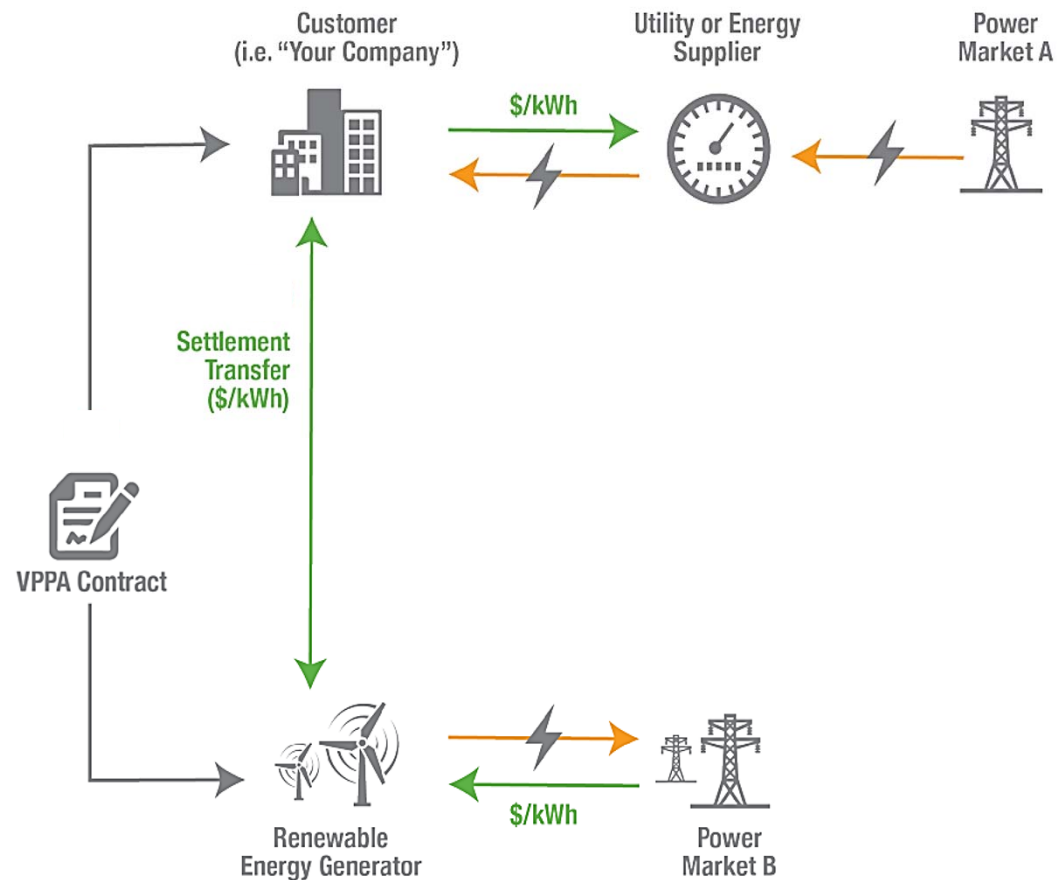 Customer
(i.e. “Your Company”)
Utility or Energy
Supplier
Power
Market A
$/kWh
Settlement
Transfer
($/kWh)
VPPA Contract
$/kWh
Renewable
Energy Generator
Power
Market B